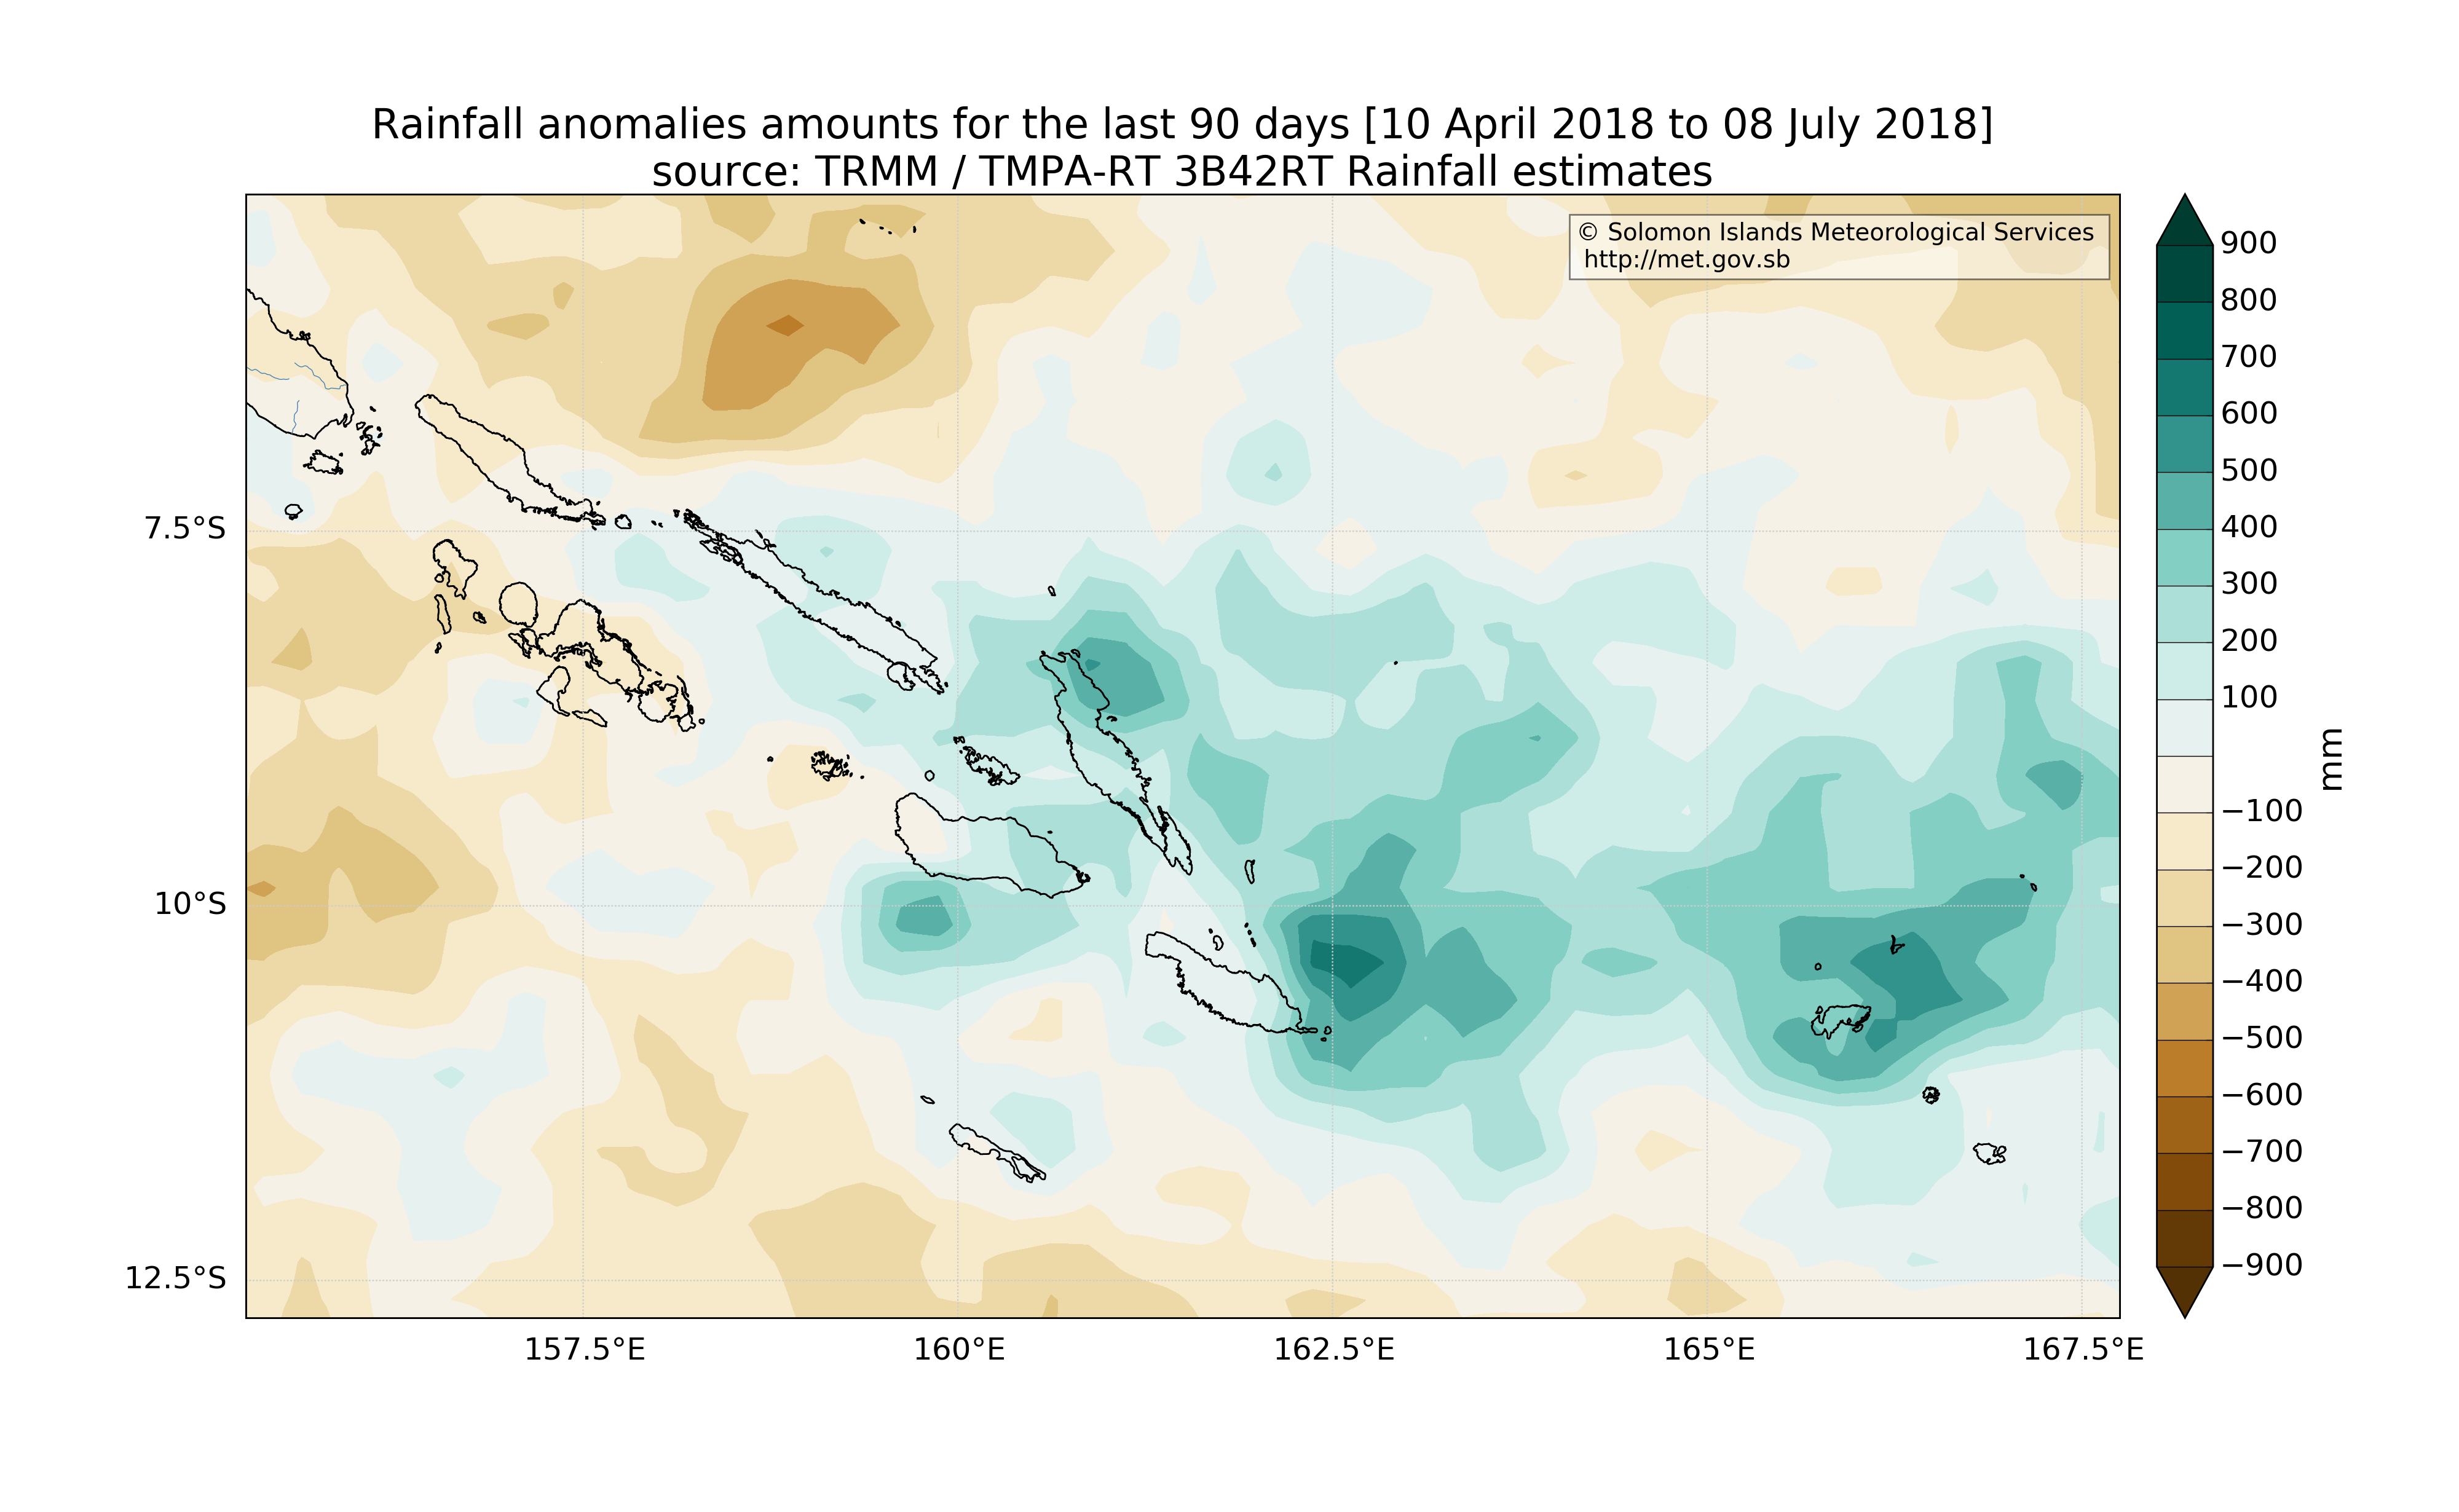 Rainfall anomalies amounts for the last 90 days [10 April 2018 to 08 July 2018]
source: TRMM / TMPA-RT 3B42RT Rainfall estimates
© Solomon Islands Meteorological Services
http://met.gov.sb
7.5°S
10°S
12.5°S
157.5°E
160°E
162.5°E
165°E
167.5°E
900
800
700
600
500
400
300
200
100
−100
−200
−300
−400
−500
−600
−700
−800
−900
mm